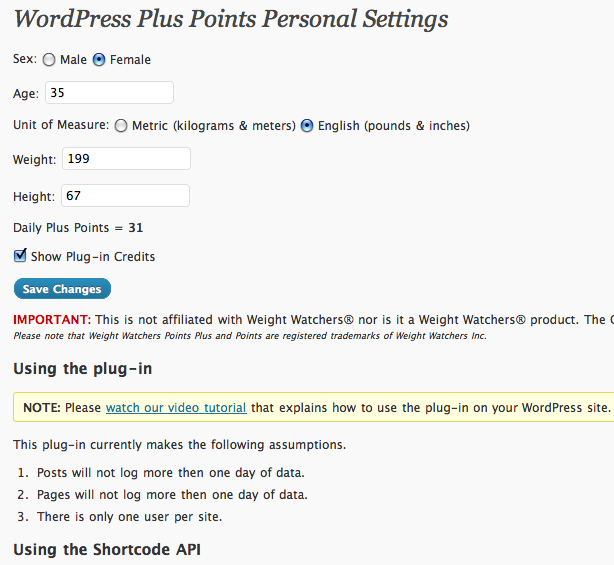 WordPress Plus Points Personal Settings
Sex: Male Female
Age: 35
Unit of Measure: Metric (kilograms & meters) English (pounds & inches)
Weight: 199
Height: 67
Daily Plus Points = 31
Show Plug-in Credits
Save Changes
IMPORTANT: This is not affiliated with Weight Watchers® nor is it a Weight Watchers® product. The
Please note that Weight Watchers Points Plus and Points are registered trademarks of Weight Watchers Inc.
Using the plug-in
NOTE: Please watch our video tutorial that explains how to use the plug-in on your WordPress site.
This plug-in currently makes the following assumptions.
1. Posts will not log more then one day of data.
2. Pages will not log more then one day of data.
3. There is only one user per site.
Using the Shortcode API